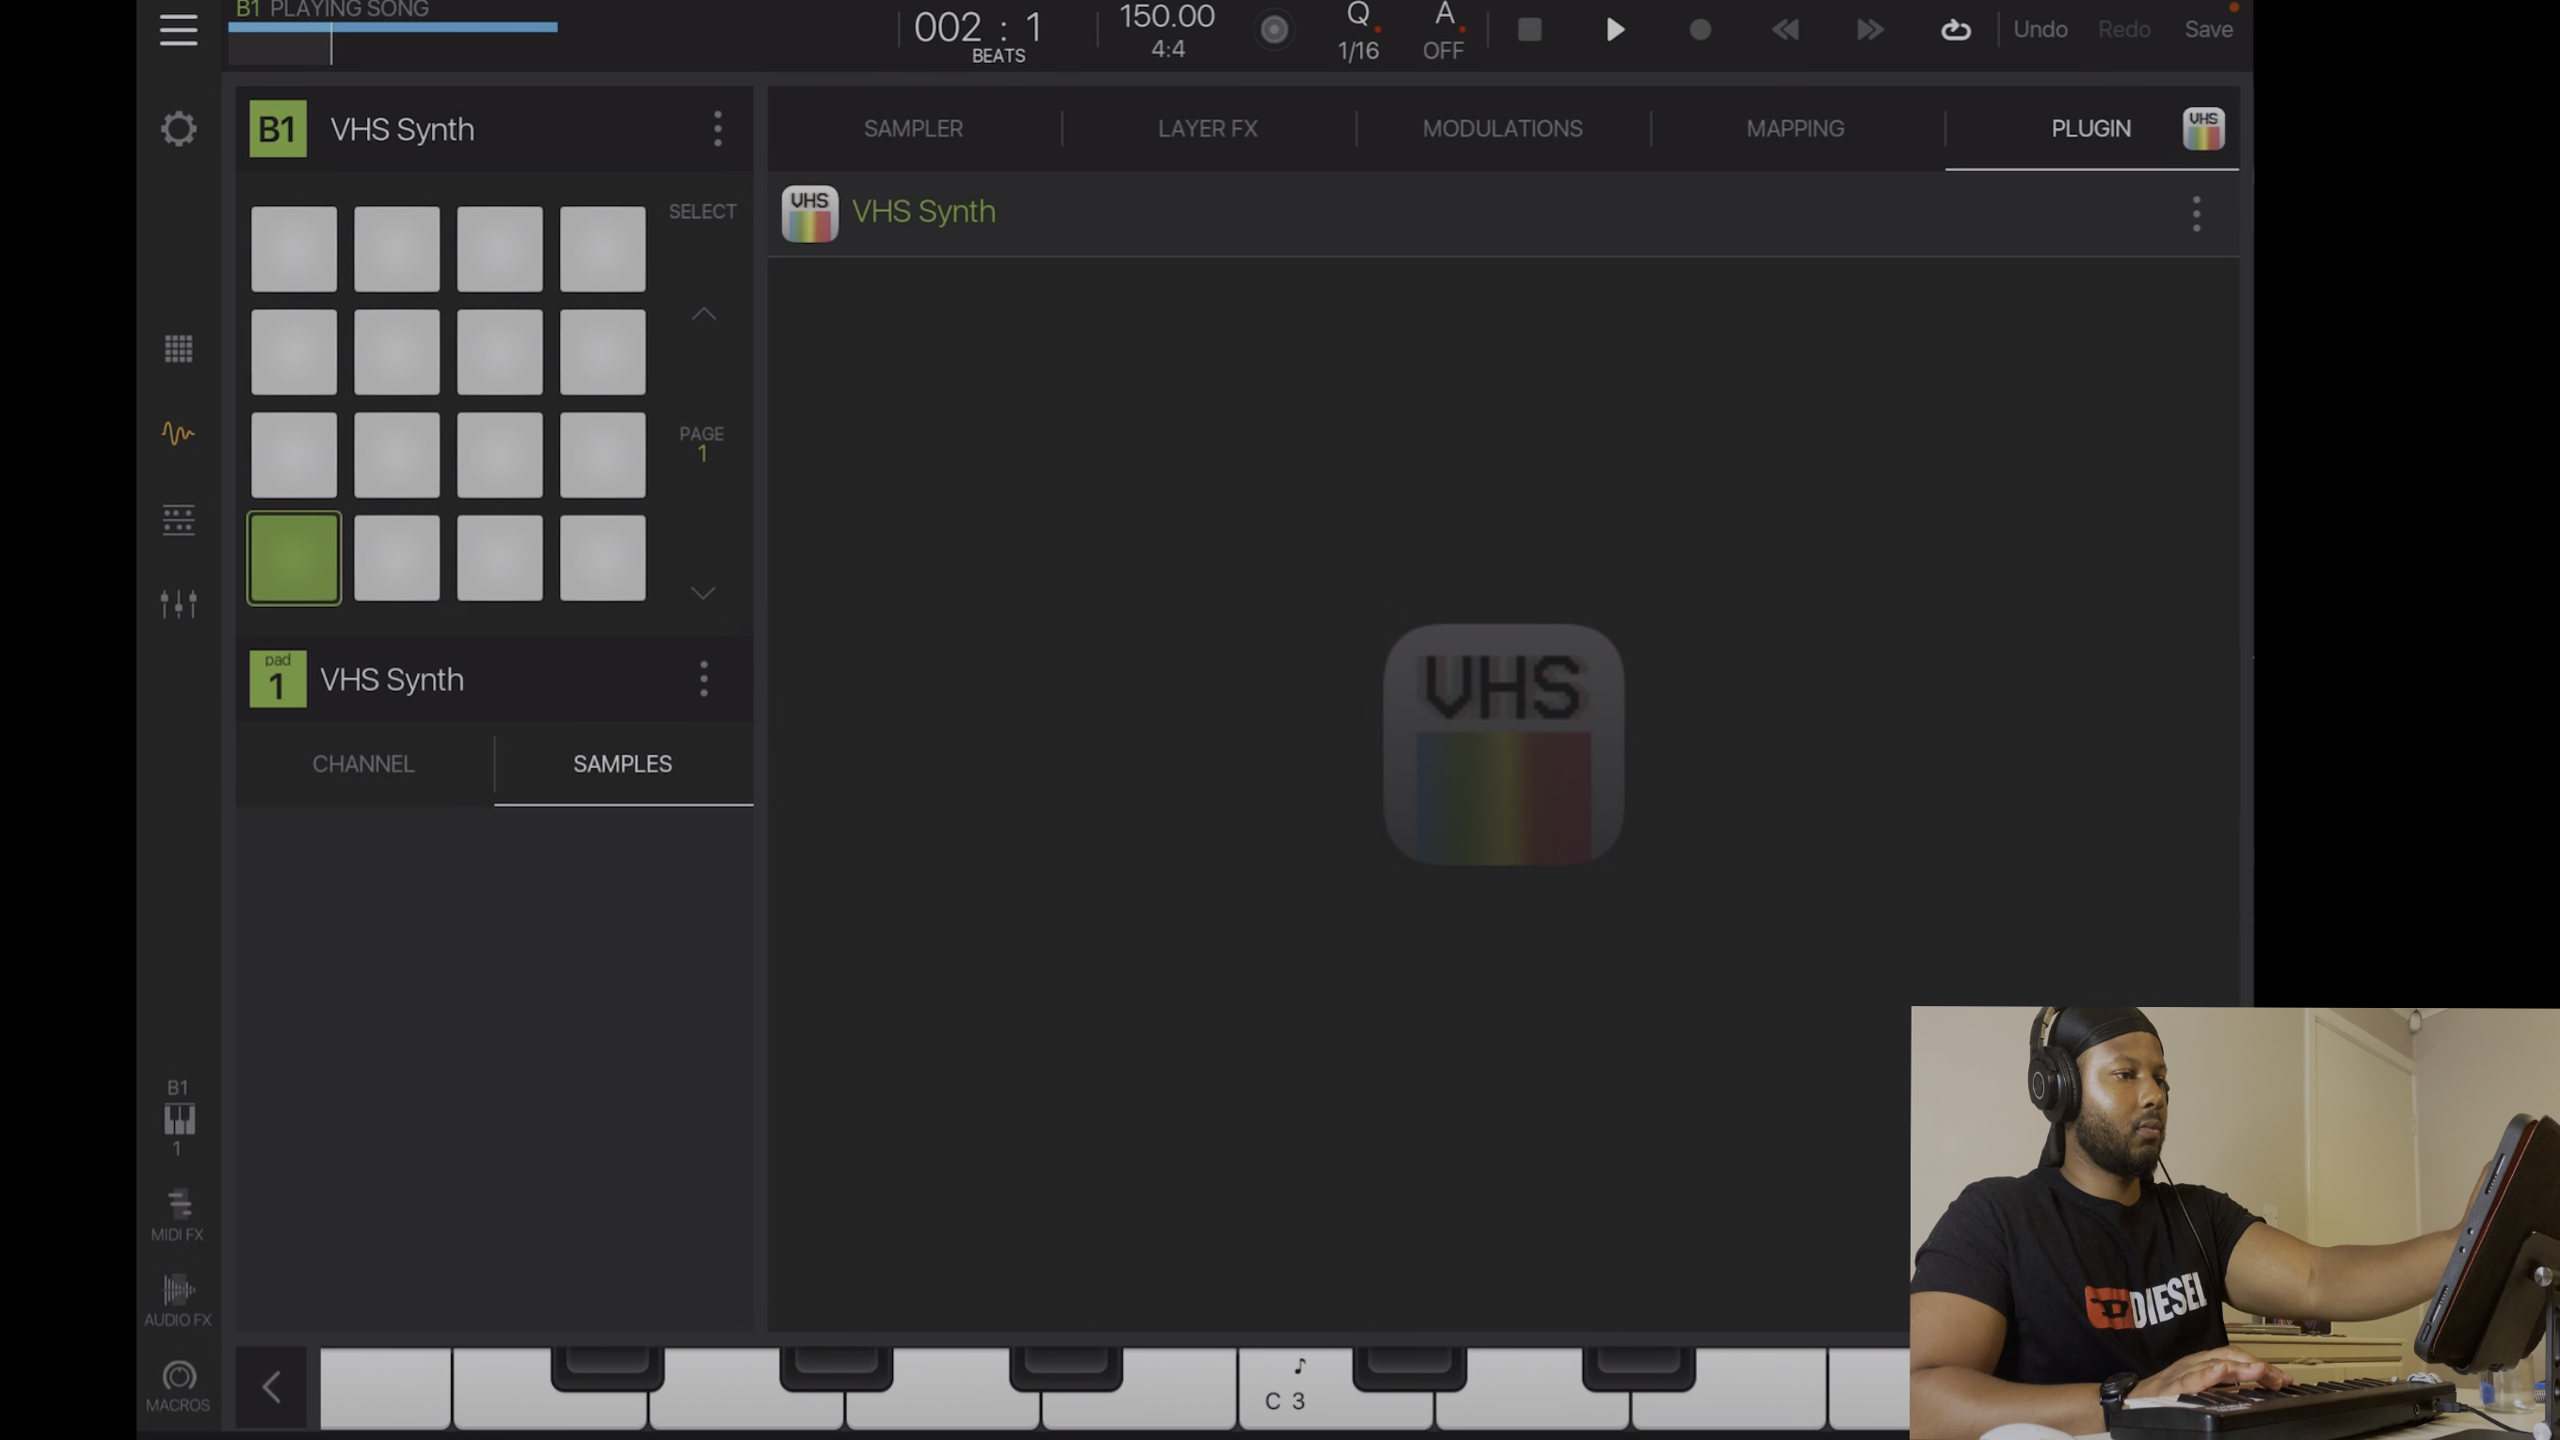 B1 PLAYING SONG
002 : 1
BEATS
150.00
4:4
Q
1/16
A
OFF
Undo
Redo
Save
B1
VHS Synth
SAMPLER
LAYER FX
MODULATIONS
MAPPING
PLUGIN
VHS
SELECT
VHS
VHS Synth
PAGE
1
VHS
pad
1
VHS Synth
CHANNEL
SAMPLES
B1
1
MIDI FX
AUDIO FX
MACROS
C 3
DIESEL